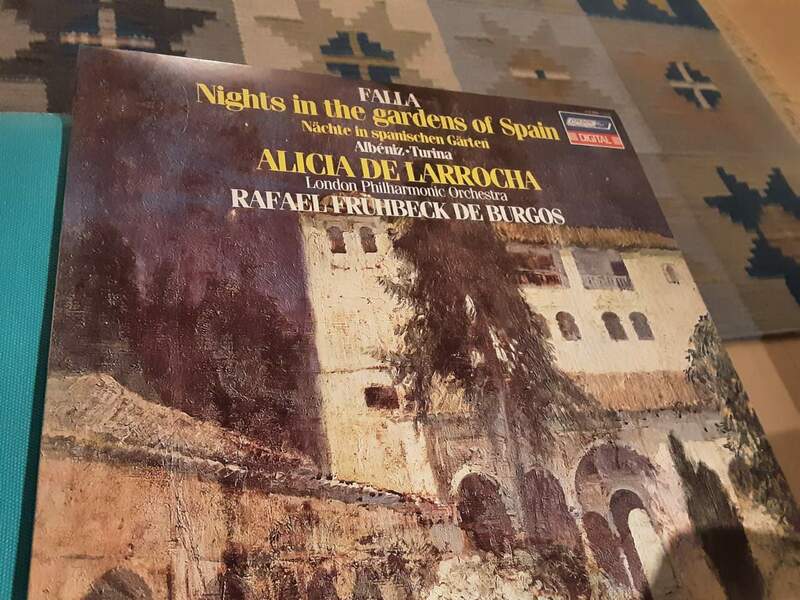 FALLA
Nights in the gardens of Spain
Nächte in spanischen Gärten
Albéniz·Turina
ALICIA DE LARROCHA
London Philharmonic Orchestra
RAFAEL FRÜHBECK DE BURGOS
LONDON
DIGITAL